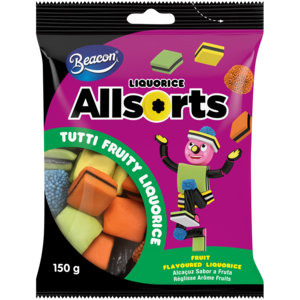 Beacon
LIQUORICE
Allsorts
TUTTI FRUITY LIQUORICE
FRUIT
FLAVOURED LIQUORICE
Alcaçuz Sabor a Fruta
Réglisse Arôme Fruits
150 g